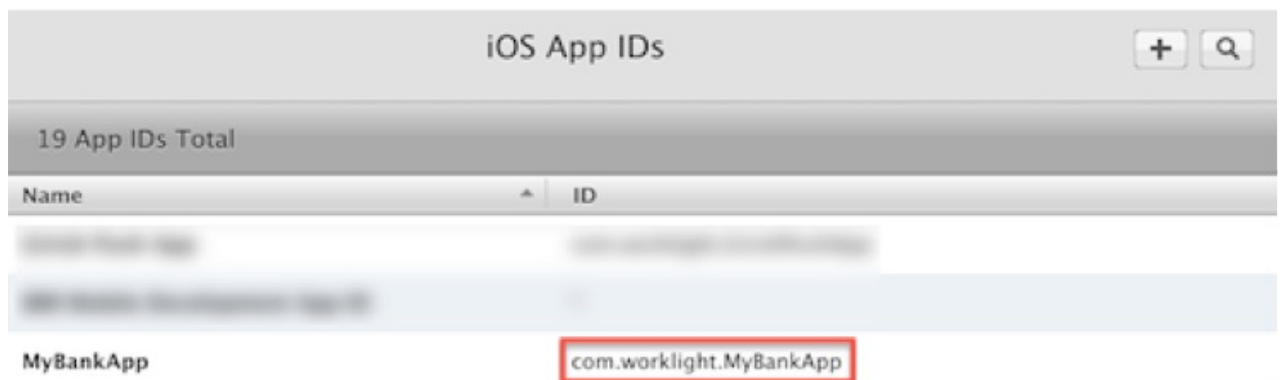 iOS App IDs
19 App IDs Total
Name ID
MyBankApp com.worklight.MyBankApp